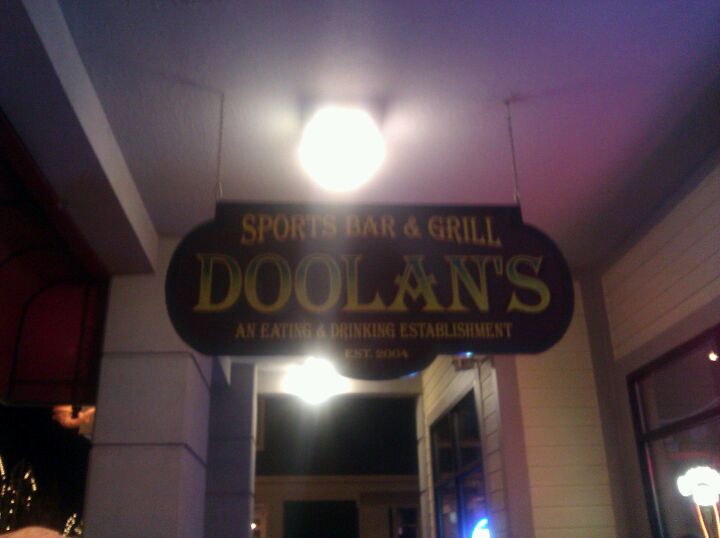 SPORTS BAR & GRILL
DOOLAN'S
AN EATING & DRINKING ESTABLISHMENT
EST. 2004